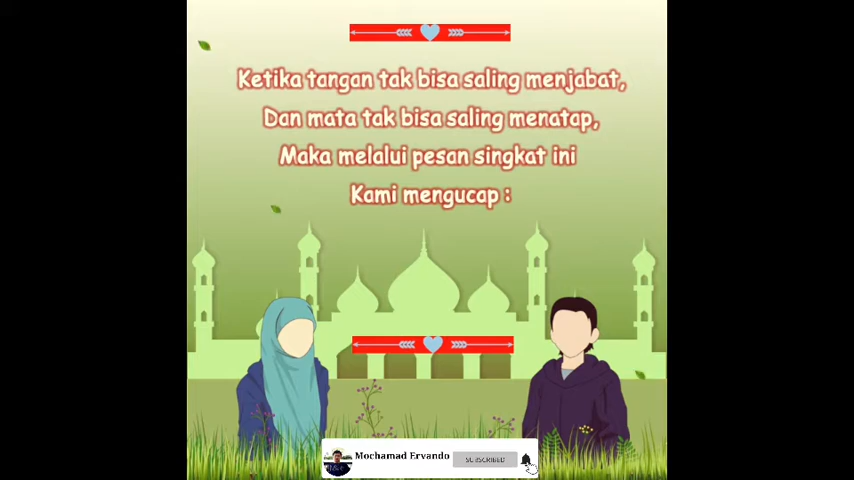 Ketika tangan tak bisa saling menjabat,
Dan mata tak bisa saling menatap,
Maka melalui pesan singkat ini
Kami mengucap :
Mochamad Ervando
SUBSCRIBED